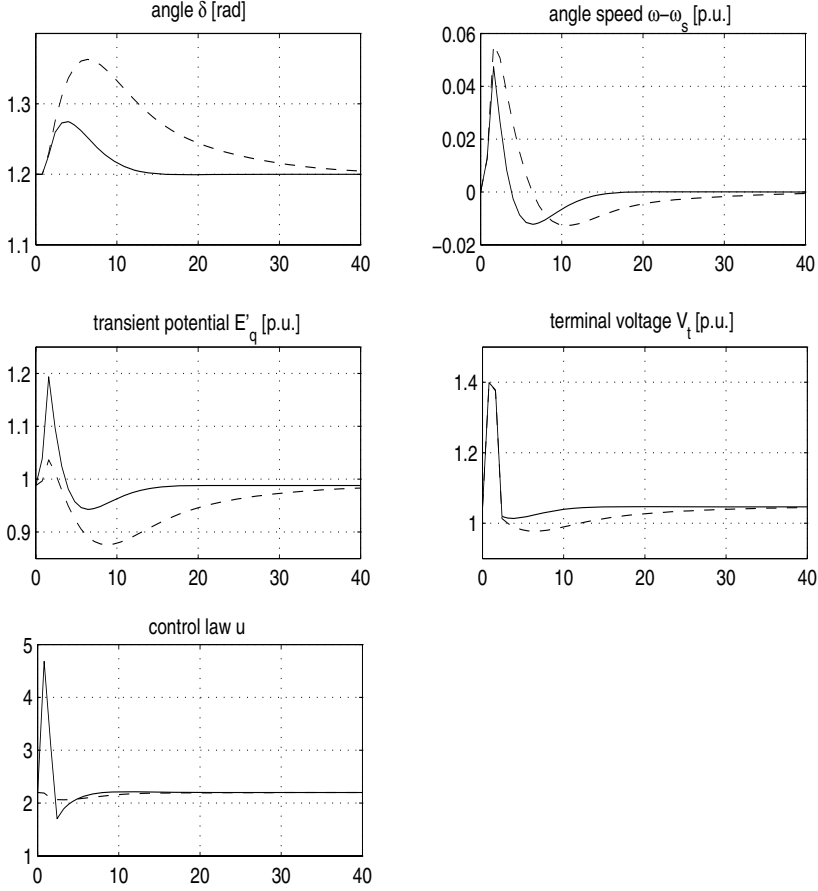 angle δ [rad]
1.3
1.2
1.1
0 10 20 30 40
angle speed ω−ω_s [p.u.]
0.06
0.04
0.02
0
−0.02
0 10 20 30 40
transient potential E'_q [p.u.]
1.2
1.1
1
0.9
0 10 20 30 40
terminal voltage V_t [p.u.]
1.4
1.2
1
0 10 20 30 40
control law u
5
4
3
2
1
0 10 20 30 40